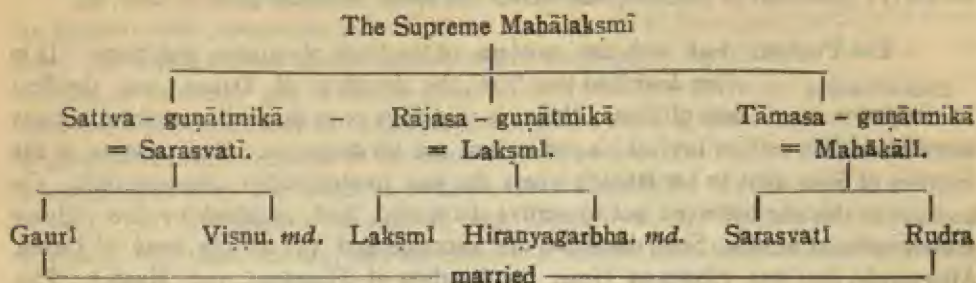 The Supreme Mahālakṣmī
Sattva – guṇātmikā – Rājasa – guṇātmikā Tāmasa – guṇātmikā
= Sarasvatī. = Lakṣmī. = Mahākālī.
Gaurī Viṣṇu. md. Lakṣmī Hiraṇyagarbha. md. Sarasvatī Rudra
married